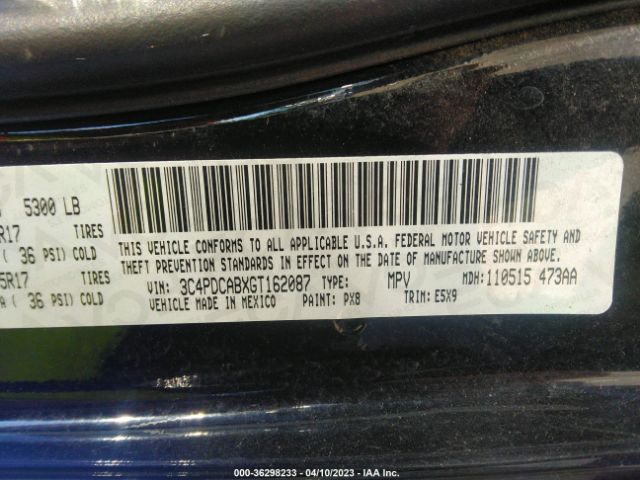 5300 LB
R17 TIRES
( 36 PSI) COLD
5R17 TIRES
A ( 36 PSI) COLD
THIS VEHICLE CONFORMS TO ALL APPLICABLE U.S.A. FEDERAL MOTOR VEHICLE SAFETY AND
THEFT PREVENTION STANDARDS IN EFFECT ON THE DATE OF MANUFACTURE SHOWN ABOVE.
VIN: 3C4PDCABXGT162087 TYPE: MPV MDH: 110515 473AA
VEHICLE MADE IN MEXICO PAINT: PX8 TRIM: E5X9
000-36298233 - 04/10/2023 - IAA Inc.